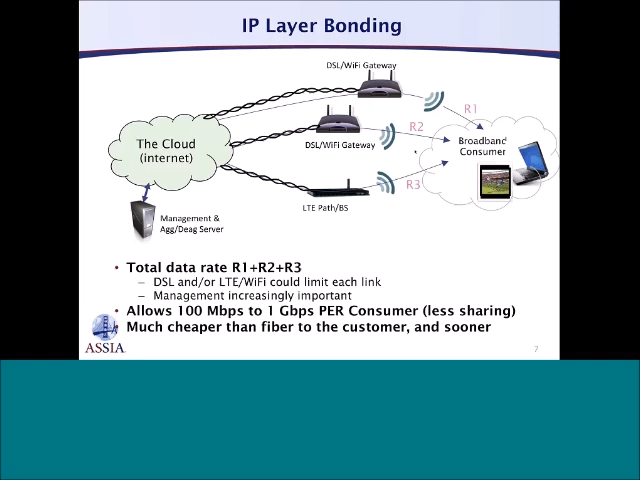 IP Layer Bonding
DSL/WiFi Gateway
R1
The Cloud
(internet)
R2
DSL/WiFi Gateway
Broadband
Consumer
R3
LTE Path/BS
Management &
Agg/Deag Server
• Total data rate R1+R2+R3
– DSL and/or LTE/WiFi could limit each link
– Management increasingly important
• Allows 100 Mbps to 1 Gbps PER Consumer (less sharing)
• Much cheaper than fiber to the customer, and sooner
ASSIA
7